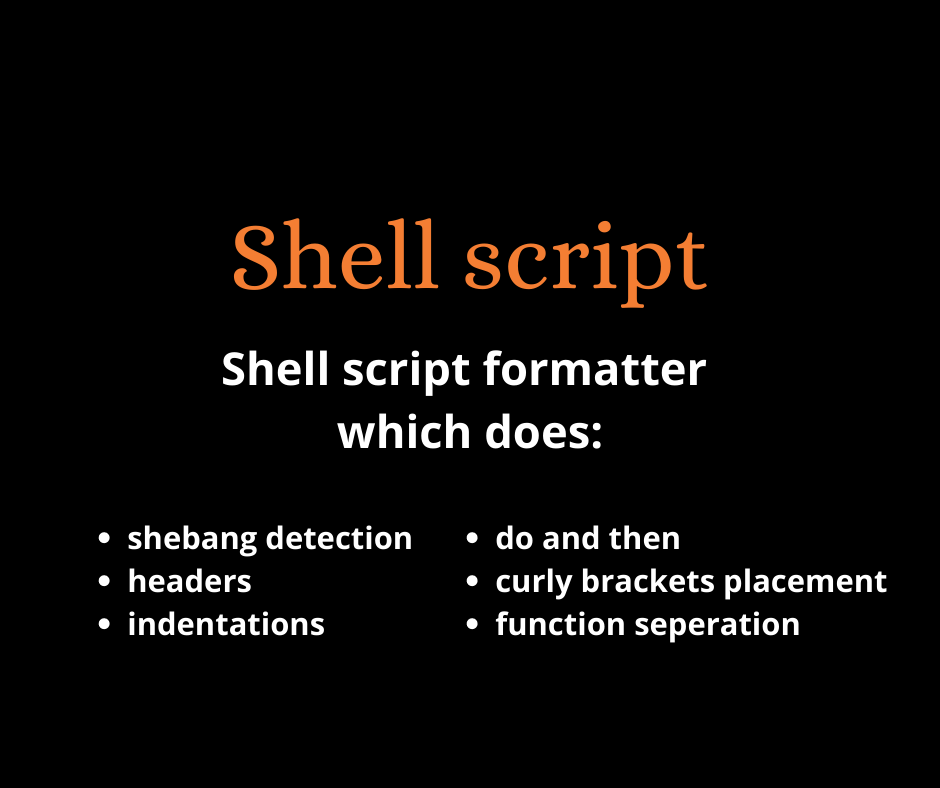 Shell script
Shell script formatter
which does:
shebang detection
headers
indentations
do and then
curly brackets placement
function seperation